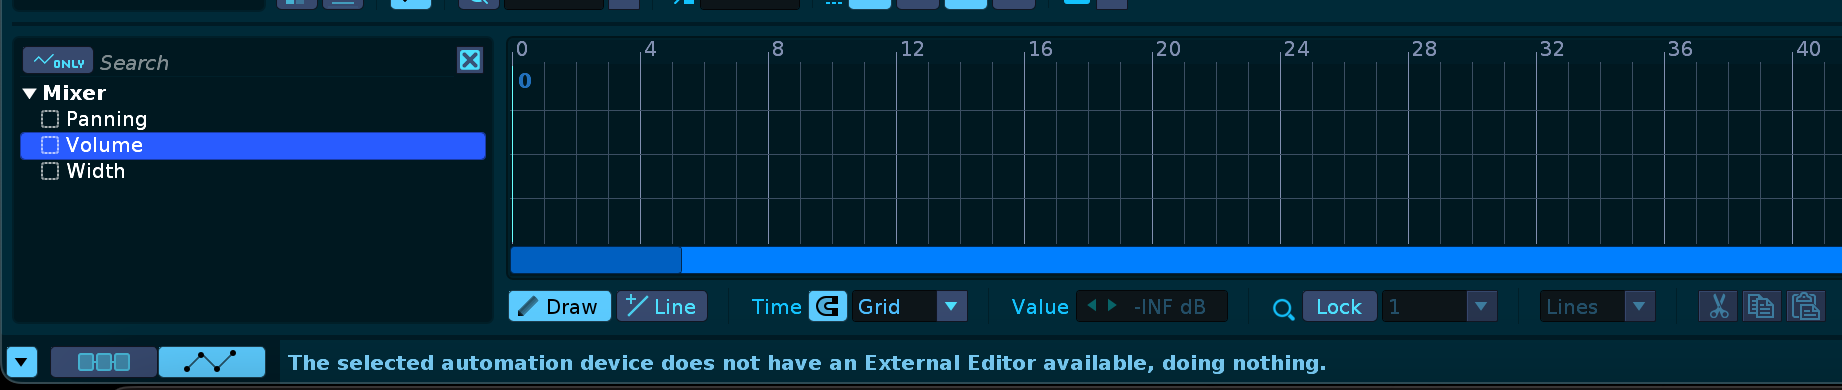 ONLY Search
Mixer
Panning
Volume
Width
0 4 8 12 16 20 24 28 32 36 40
0
Draw Line Time Grid Value -INF dB Lock 1 Lines
The selected automation device does not have an External Editor available, doing nothing.